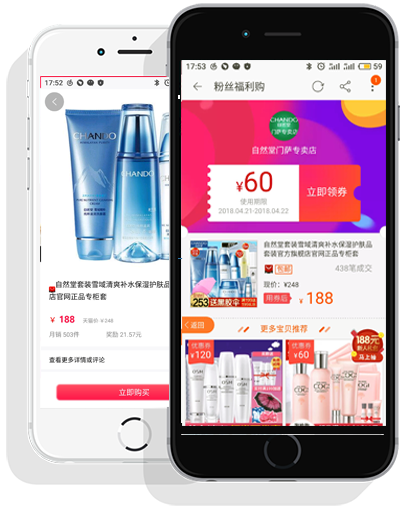 17:52
CHANDO
CHANDO
自然堂套装雪域清爽补水保湿护肤品
店官网正品专柜套
¥ 188
天猫价 ¥248
月销 503件
奖励 21.57元
查看更多详情或评论
立即购买
17:53
59
粉丝福利购
1
CHANDO
自然堂
门萨专卖店
自然堂门萨专卖店
¥60
使用期限
2018.04.21-2018.04.22
立即领券
253
送黑胶伞
自然堂套装雪域清爽补水保湿护肤品
套装官方旗舰店官网正品专柜套
包邮
438笔成交
现价: ¥248
用券后
¥ 188
返回
更多宝贝推荐
优惠券
¥120
优惠券
¥60
188元
马上抢